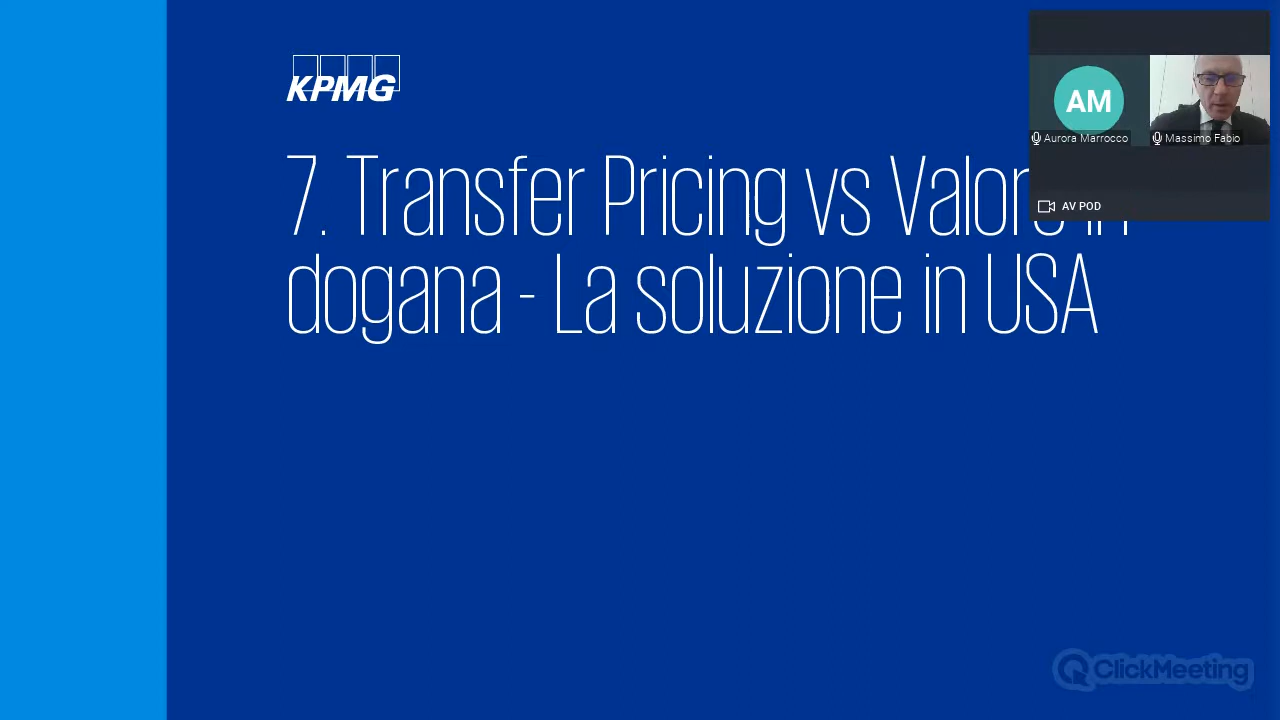 KPMG
7. Transfer Pricing vs Valore in
dogana - La soluzione in USA
AM
Aurora Marrocco
Massimo Fabio
AV POD
ClickMeeting